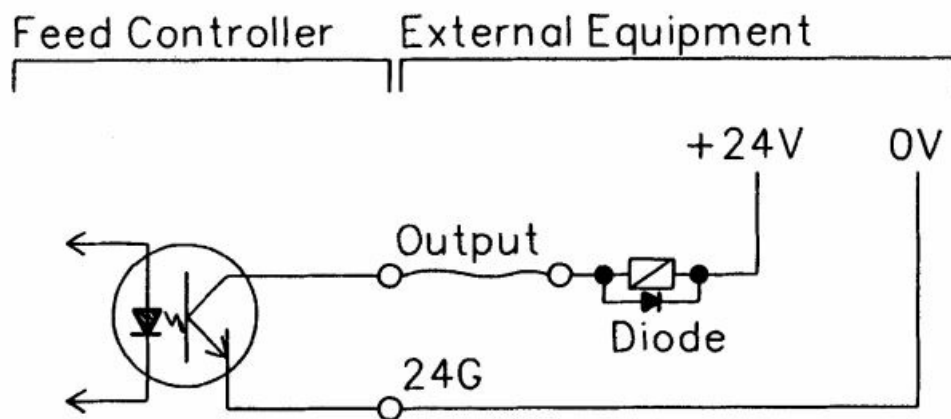 Feed Controller External Equipment
+24V 0V
Output
Diode
24G